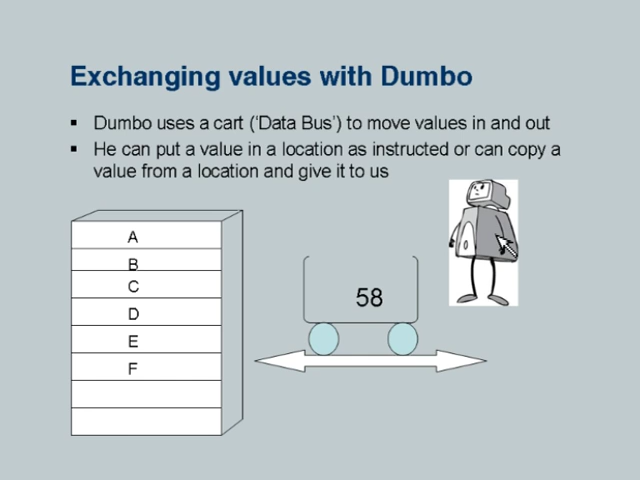 Exchanging values with Dumbo
▪ Dumbo uses a cart (‘Data Bus’) to move values in and out
▪ He can put a value in a location as instructed or can copy a
value from a location and give it to us
A
B
C
D
E
F
58